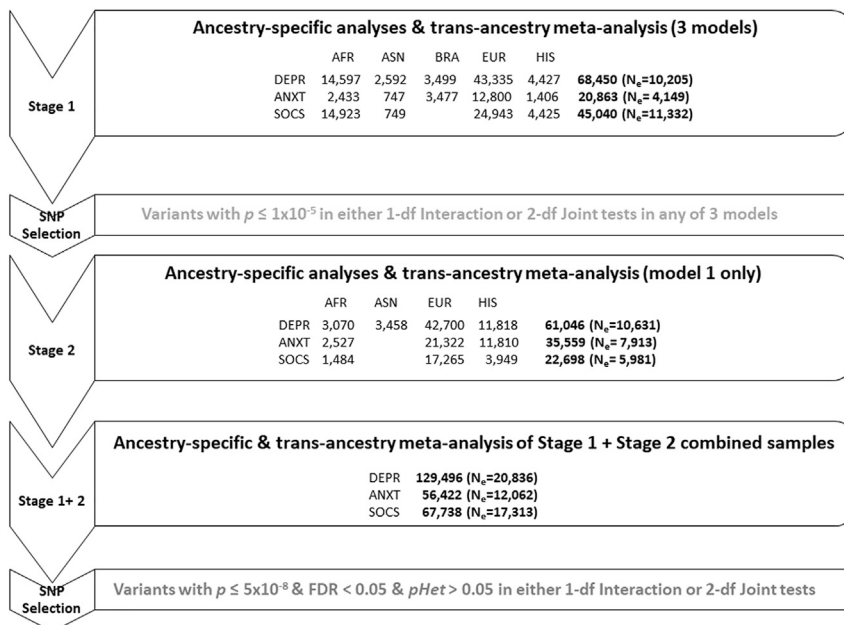 Ancestry-specific analyses & trans-ancestry meta-analysis (3 models)
AFR ASN BRA EUR HIS
DEPR 14,597 2,592 3,499 43,335 4,427 68,450 (Ne=10,205)
ANXT 2,433 747 3,477 12,800 1,406 20,863 (Ne= 4,149)
SOCS 14,923 749 24,943 4,425 45,040 (Ne=11,332)
Stage 1
SNP
Selection
Variants with p ≤ 1x10-5 in either 1-df Interaction or 2-df Joint tests in any of 3 models
Ancestry-specific analyses & trans-ancestry meta-analysis (model 1 only)
AFR ASN EUR HIS
DEPR 3,070 3,458 42,700 11,818 61,046 (Ne=10,631)
ANXT 2,527 21,322 11,810 35,559 (Ne= 7,913)
SOCS 1,484 17,265 3,949 22,698 (Ne= 5,981)
Stage 2
Ancestry-specific & trans-ancestry meta-analysis of Stage 1 + Stage 2 combined samples
DEPR 129,496 (Ne=20,836)
ANXT 56,422 (Ne=12,062)
SOCS 67,738 (Ne=17,313)
Stage 1+ 2
SNP
Selection
Variants with p ≤ 5x10-8 & FDR < 0.05 & pHet > 0.05 in either 1-df Interaction or 2-df Joint tests